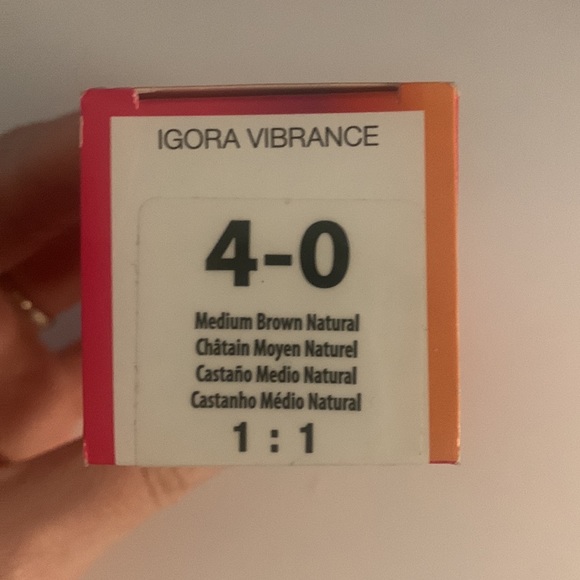 IGORA VIBRANCE
4-0
Medium Brown Natural
Châtain Moyen Naturel
Castaño Medio Natural
Castanho Médio Natural
1 : 1